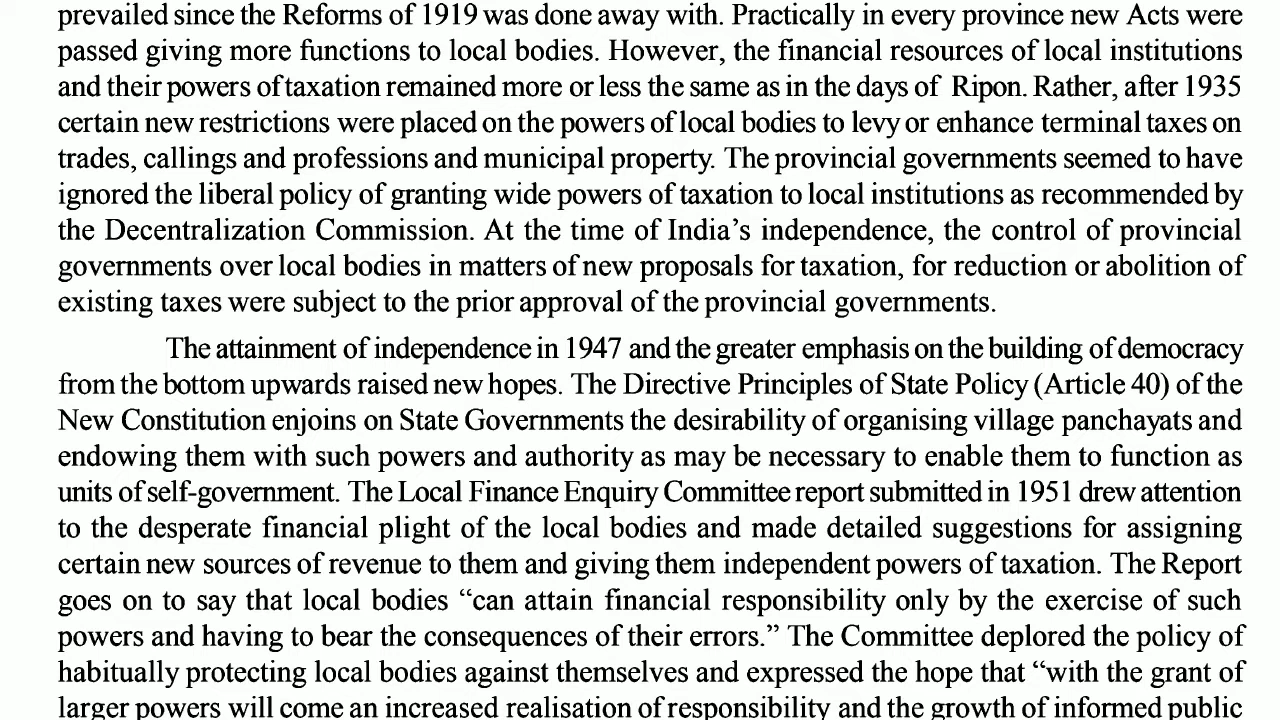 prevailed since the Reforms of 1919 was done away with. Practically in every province new Acts were
passed giving more functions to local bodies. However, the financial resources of local institutions
and their powers of taxation remained more or less the same as in the days of Ripon. Rather, after 1935
certain new restrictions were placed on the powers of local bodies to levy or enhance terminal taxes on
trades, callings and professions and municipal property. The provincial governments seemed to have
ignored the liberal policy of granting wide powers of taxation to local institutions as recommended by
the Decentralization Commission. At the time of India’s independence, the control of provincial
governments over local bodies in matters of new proposals for taxation, for reduction or abolition of
existing taxes were subject to the prior approval of the provincial governments.
The attainment of independence in 1947 and the greater emphasis on the building of democracy
from the bottom upwards raised new hopes. The Directive Principles of State Policy (Article 40) of the
New Constitution enjoins on State Governments the desirability of organising village panchayats and
endowing them with such powers and authority as may be necessary to enable them to function as
units of self-government. The Local Finance Enquiry Committee report submitted in 1951 drew attention
to the desperate financial plight of the local bodies and made detailed suggestions for assigning
certain new sources of revenue to them and giving them independent powers of taxation. The Report
goes on to say that local bodies “can attain financial responsibility only by the exercise of such
powers and having to bear the consequences of their errors.” The Committee deplored the policy of
habitually protecting local bodies against themselves and expressed the hope that “with the grant of
larger powers will come an increased realisation of responsibility and the growth of informed public